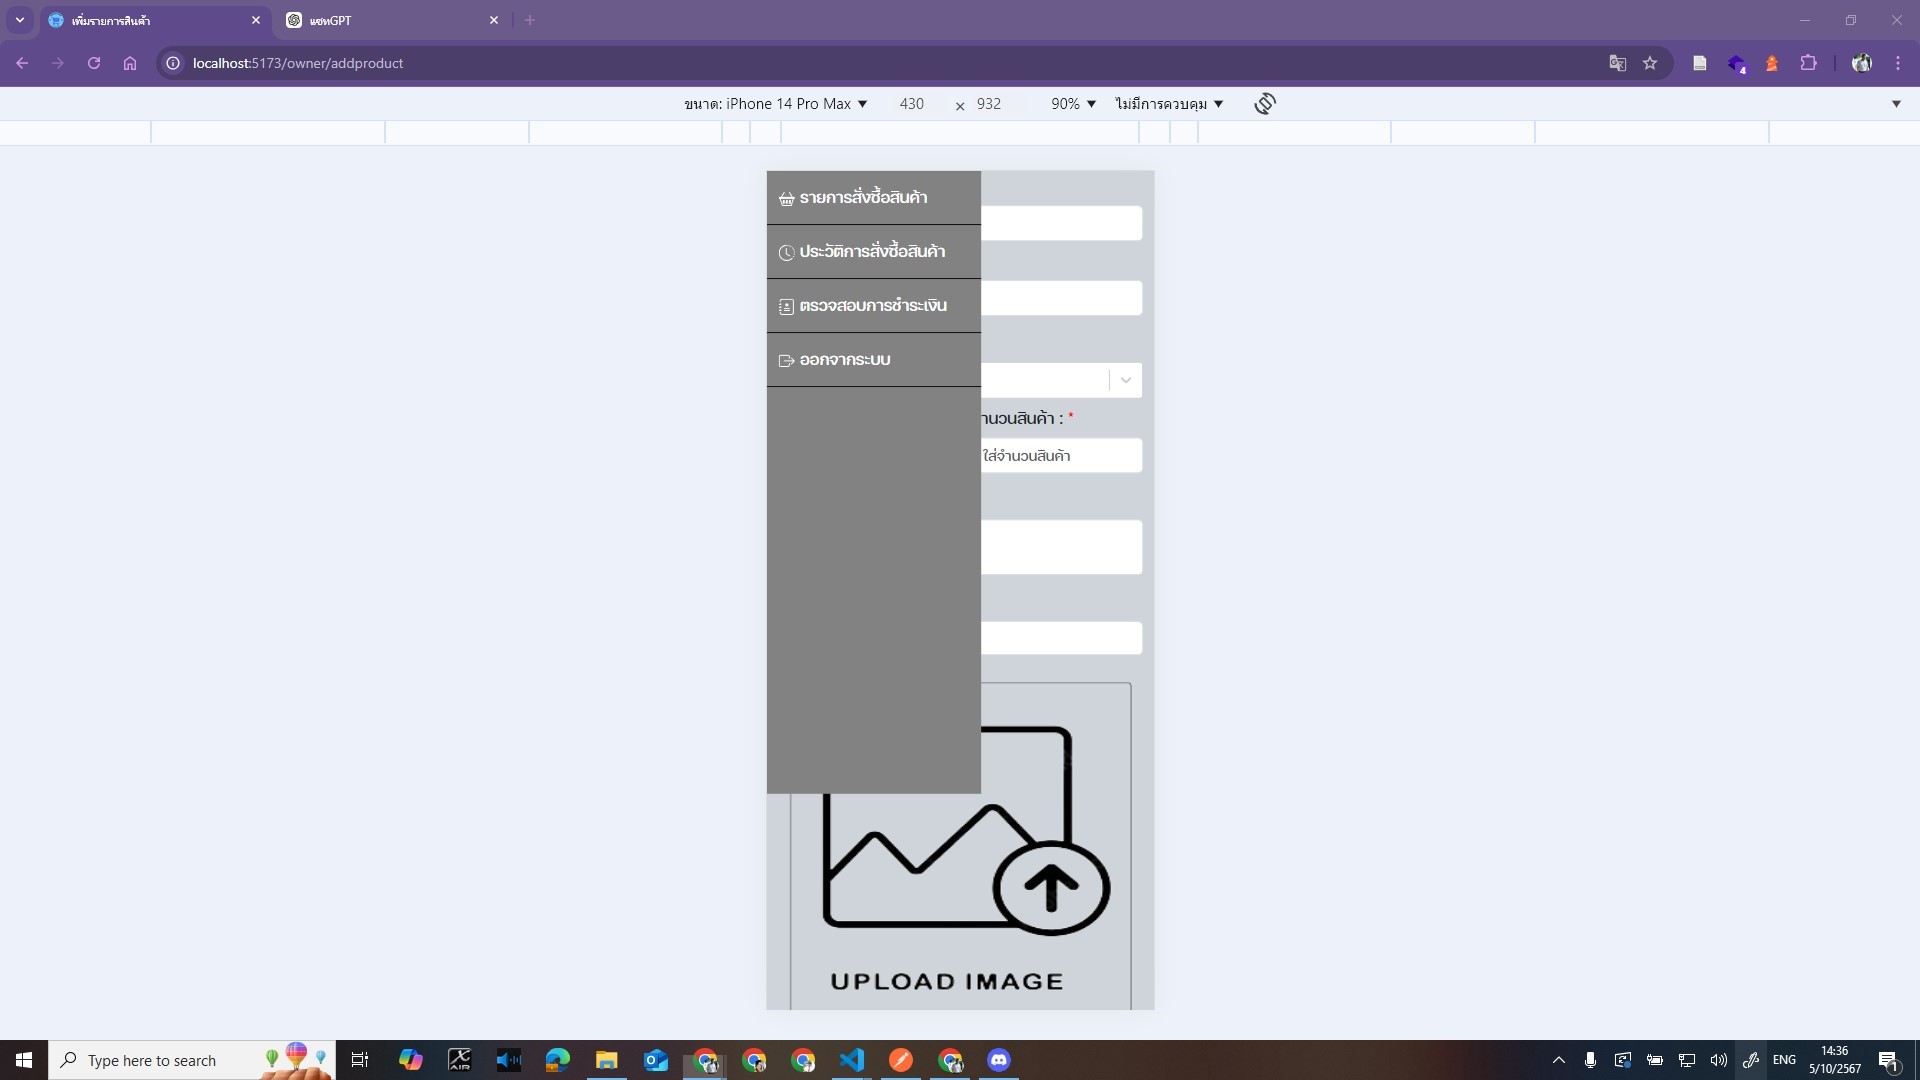 เพิ่มรายการสินค้า
แชทGPT
localhost:5173/owner/addproduct
4
ขนาด: iPhone 14 Pro Max ▼ 430 × 932 90% ▼ ไม่มีการควบคุม ▼
รายการสั่งซื้อสินค้า
ประวัติการสั่งซื้อสินค้า
ตรวจสอบการชำระเงิน
ออกจากระบบ
านวนสินค้า : *
ใส่จำนวนสินค้า
UPLOAD IMAGE
Type here to search
AIR
ENG
14:36
5/10/2567
1